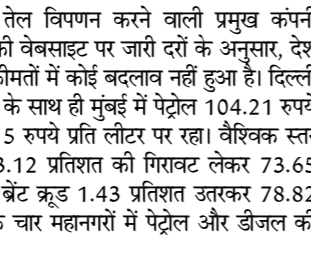 तेल विपणन करने वाली प्रमुख कंपनी
की वेबसाइट पर जारी दरों के अनुसार, देश
कीमतों में कोई बदलाव नहीं हुआ है। दिल्ली
के साथ ही मुंबई में पेट्रोल 104.21 रुपये
5 रुपये प्रति लीटर पर रहा। वैश्विक स्तर
3.12 प्रतिशत की गिरावट लेकर 73.65
ब्रेंट क्रूड 1.43 प्रतिशत उतरकर 78.82
चार महानगरों में पेट्रोल और डीजल की